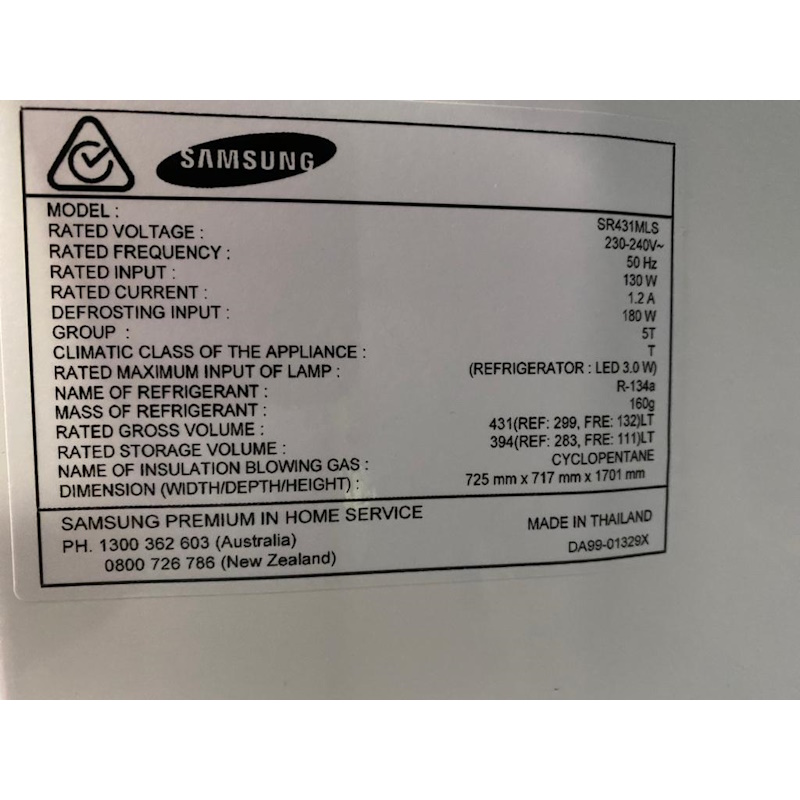 SAMSUNG
MODEL : SR431MLS
RATED VOLTAGE : 230-240V~
RATED FREQUENCY : 50 Hz
RATED INPUT : 130 W
RATED CURRENT : 1.2 A
DEFROSTING INPUT : 180 W
GROUP : 5T
CLIMATIC CLASS OF THE APPLIANCE : T
RATED MAXIMUM INPUT OF LAMP : (REFRIGERATOR : LED 3.0 W)
NAME OF REFRIGERANT : R-134a
MASS OF REFRIGERANT : 160g
RATED GROSS VOLUME : 431(REF: 299, FRE: 132)LT
RATED STORAGE VOLUME : 394(REF: 283, FRE: 111)LT
NAME OF INSULATION BLOWING GAS : CYCLOPENTANE
DIMENSION (WIDTH/DEPTH/HEIGHT) : 725 mm x 717 mm x 1701 mm
SAMSUNG PREMIUM IN HOME SERVICE
PH. 1300 362 603 (Australia)
0800 726 786 (New Zealand)
MADE IN THAILAND
DA99-01329X